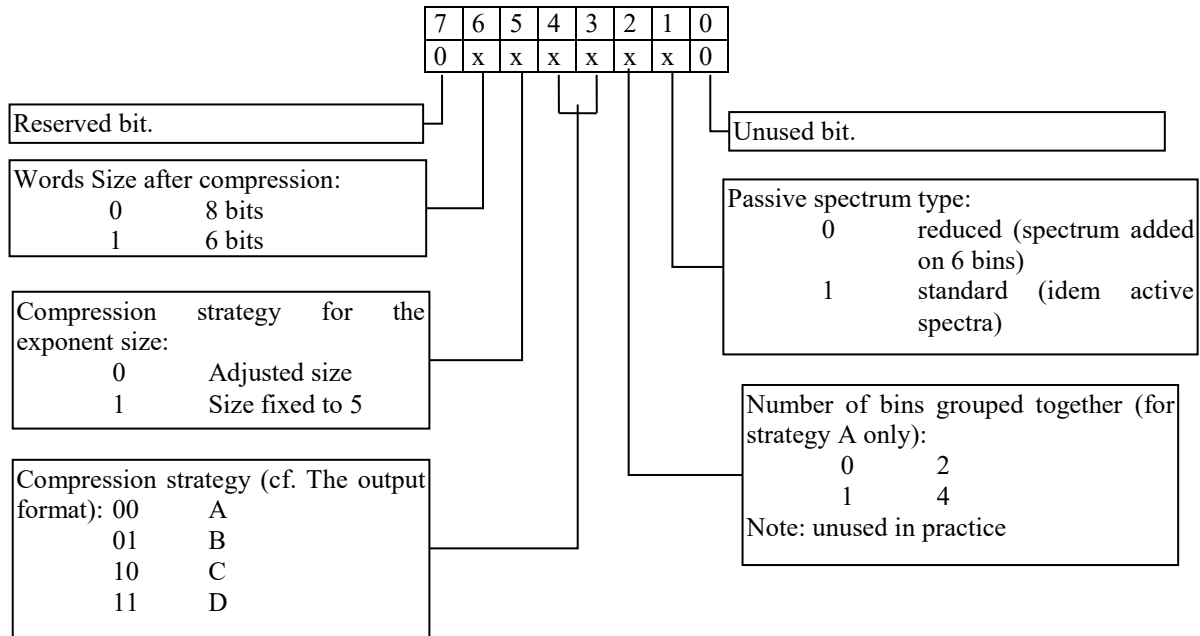 7 6 5 4 3 2 1 0
0 x x x x x x 0
Reserved bit.
Words Size after compression:
0 8 bits
1 6 bits
Compression strategy for the
exponent size:
0 Adjusted size
1 Size fixed to 5
Compression strategy (cf. The output
format): 00 A
01 B
10 C
11 D
Unused bit.
Passive spectrum type:
0 reduced (spectrum added
on 6 bins)
1 standard (idem active
spectra)
Number of bins grouped together (for
strategy A only):
0 2
1 4
Note: unused in practice